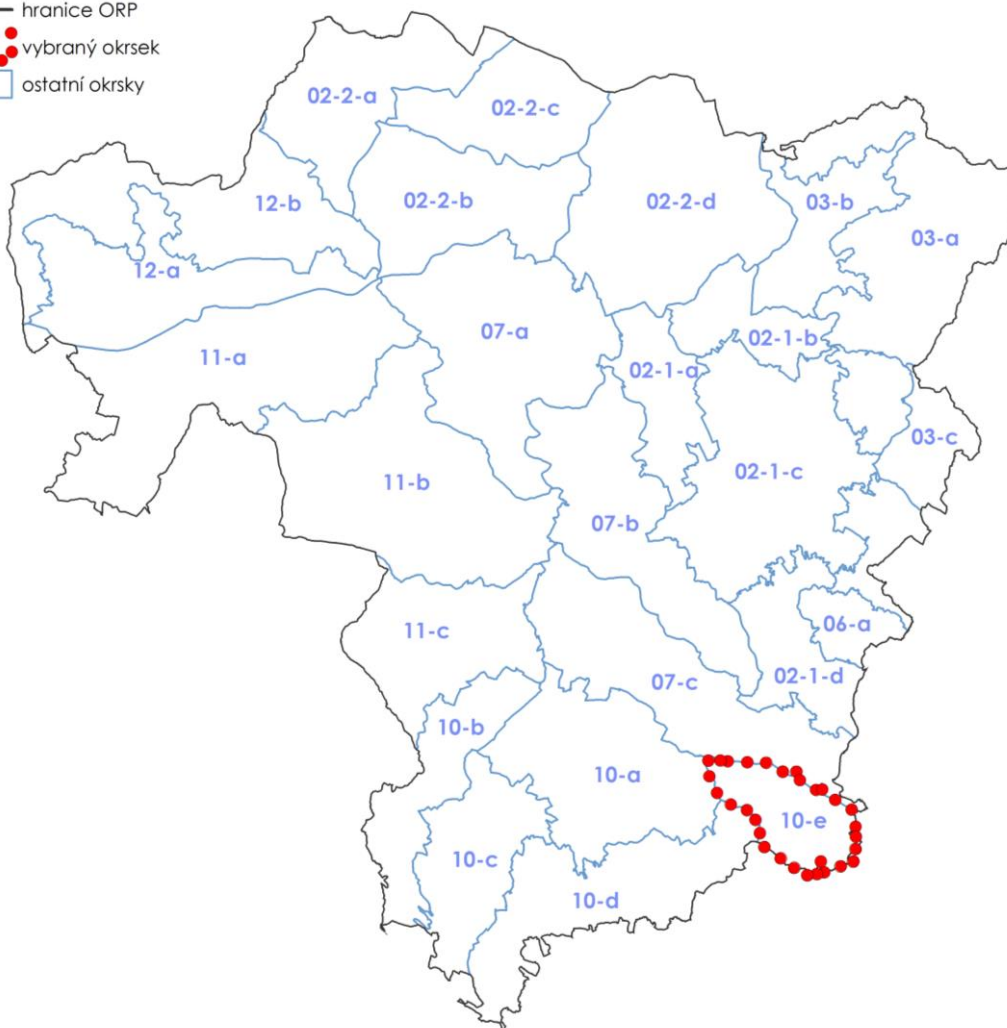 hranice ORP
vybraný okrsek
ostatní okrsky
02-2-a
02-2-c
12-b
02-2-b
02-2-d
03-b
03-a
12-a
07-a
02-1-b
11-a
02-1-a
03-c
11-b
02-1-c
07-b
11-c
06-a
07-c
02-1-d
10-b
10-a
10-e
10-c
10-d